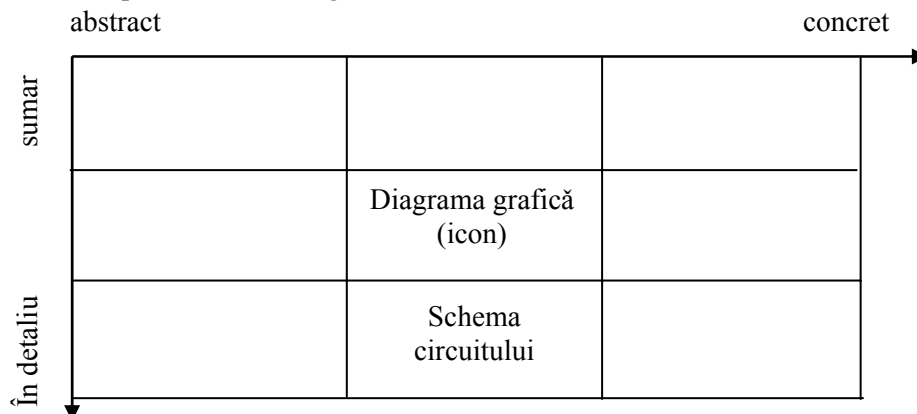 abstract concret
sumar
Diagrama grafică
(icon)
Schema
circuitului
În detaliu